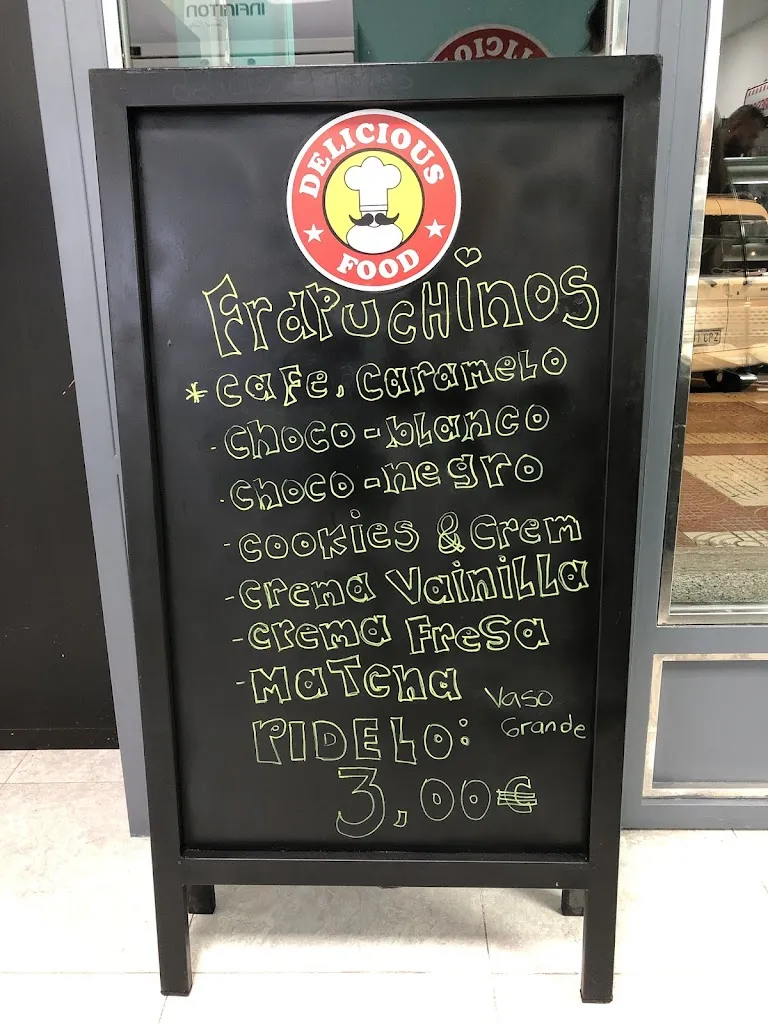 DELICIOUS
FOOD
FrapucHinos
* CaFe, CarameLo
- CHoco - bLanco
- CHoco - negro
- cookies & Crem
- Crema VainiLLa
- Crema FreSa
- MaTcHa
Vaso
Grande
PIDELO:
3,00€